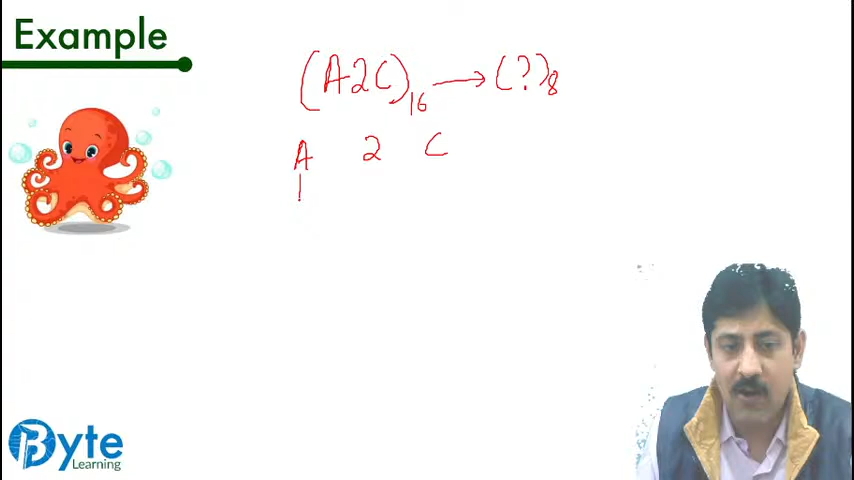 Example
(A2C)16 → (?)8
A 2 C
Byte
Learning